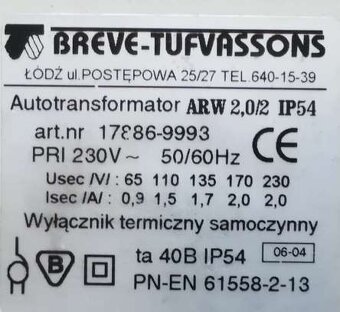 BREVE-TUFVASSONS
ŁÓDŹ ul.POSTĘPOWA 25/27 TEL.640-15-39
Autotransformator ARW 2,0/2 IP54
art.nr 17886-9993
PRI 230V~ 50/60Hz CE
Usec /V/: 65 110 135 170 230
Isec /A/: 0,9 1,5 1,7 2,0 2,0
Wyłącznik termiczny samoczynny
B ta 40B IP54 06-04
PN-EN 61558-2-13